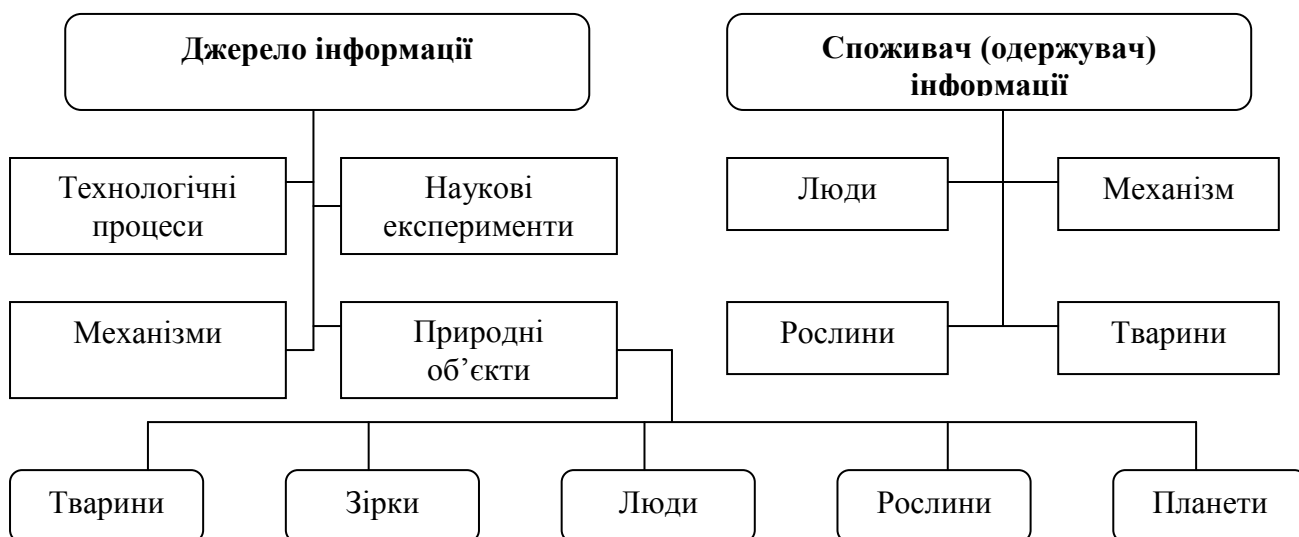 Джерело інформації
Споживач (одержувач)
інформації
Технологічні
процеси
Наукові
експерименти
Люди
Механізм
Механізми
Природні
об’єкти
Рослини
Тварини
Тварини
Зірки
Люди
Рослини
Планети